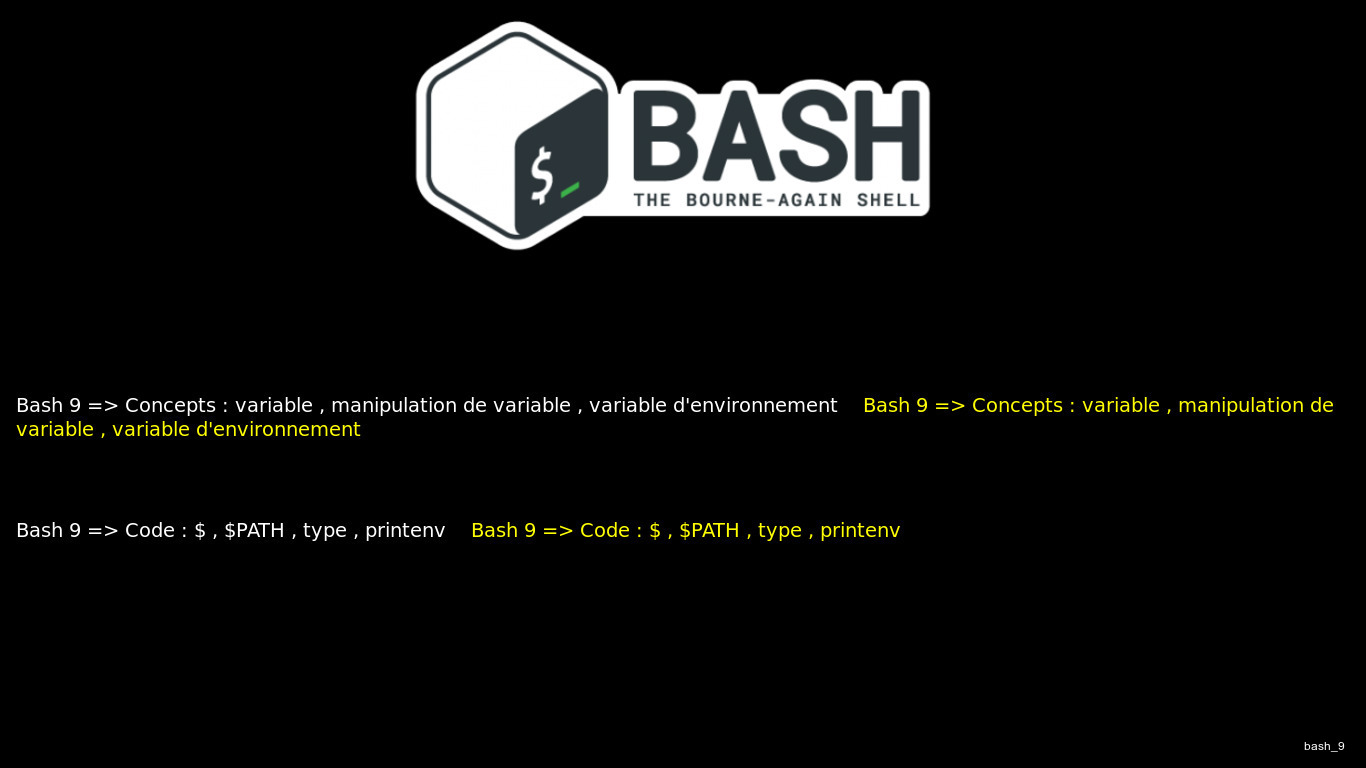 $_
BASH
THE BOURNE-AGAIN SHELL
Bash 9 => Concepts : variable , manipulation de variable , variable d'environnement Bash 9 => Concepts : variable , manipulation de
variable , variable d'environnement
Bash 9 => Code : $ , $PATH , type , printenv Bash 9 => Code : $ , $PATH , type , printenv
bash_9